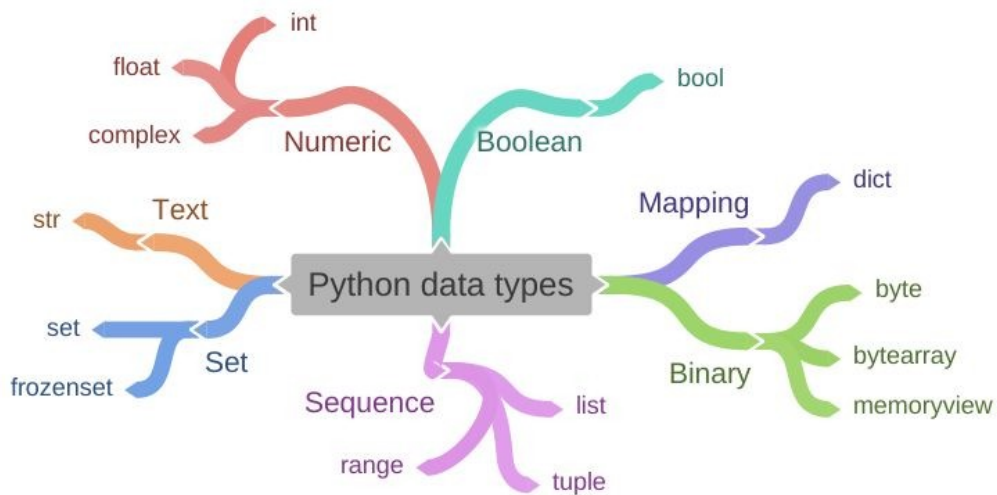 int
float
complex
Numeric
Boolean
bool
Text
str
Mapping
dict
Python data types
set
Set
frozenset
Sequence
list
range
tuple
Binary
byte
bytearray
memoryview